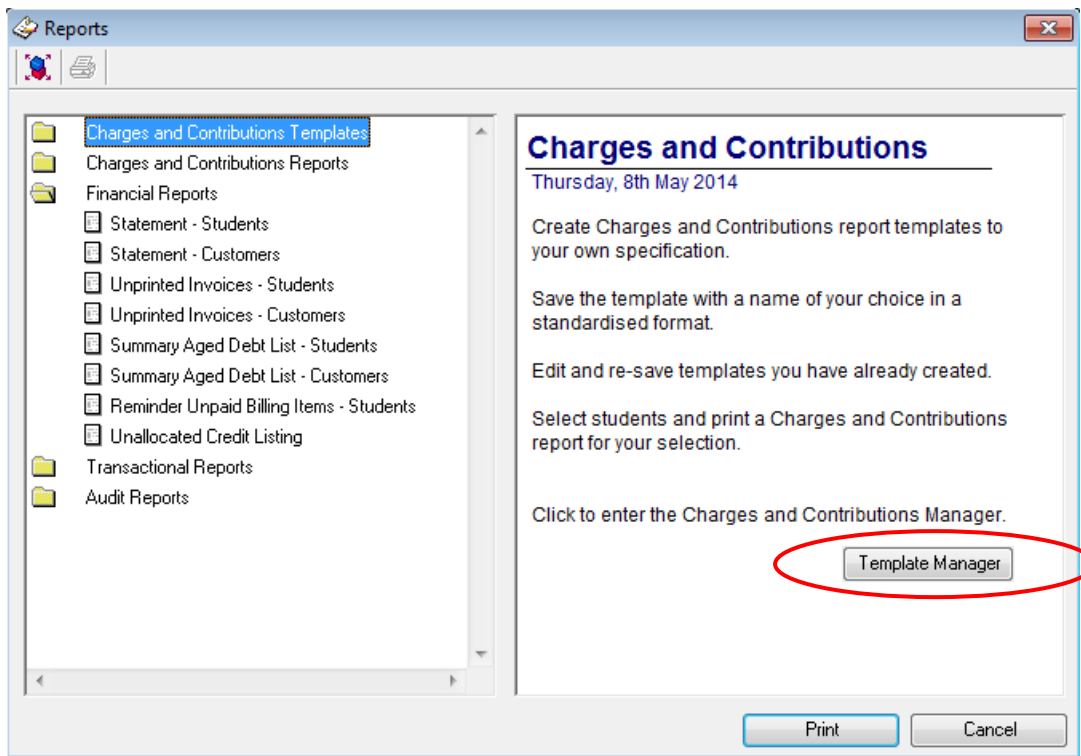 Reports
Charges and Contributions Templates
Charges and Contributions Reports
Financial Reports
Statement - Students
Statement - Customers
Unprinted Invoices - Students
Unprinted Invoices - Customers
Summary Aged Debt List - Students
Summary Aged Debt List - Customers
Reminder Unpaid Billing Items - Students
Unallocated Credit Listing
Transactional Reports
Audit Reports
Charges and Contributions
Thursday, 8th May 2014
Create Charges and Contributions report templates to
your own specification.
Save the template with a name of your choice in a
standardised format.
Edit and re-save templates you have already created.
Select students and print a Charges and Contributions
report for your selection.
Click to enter the Charges and Contributions Manager.
Template Manager
Print
Cancel